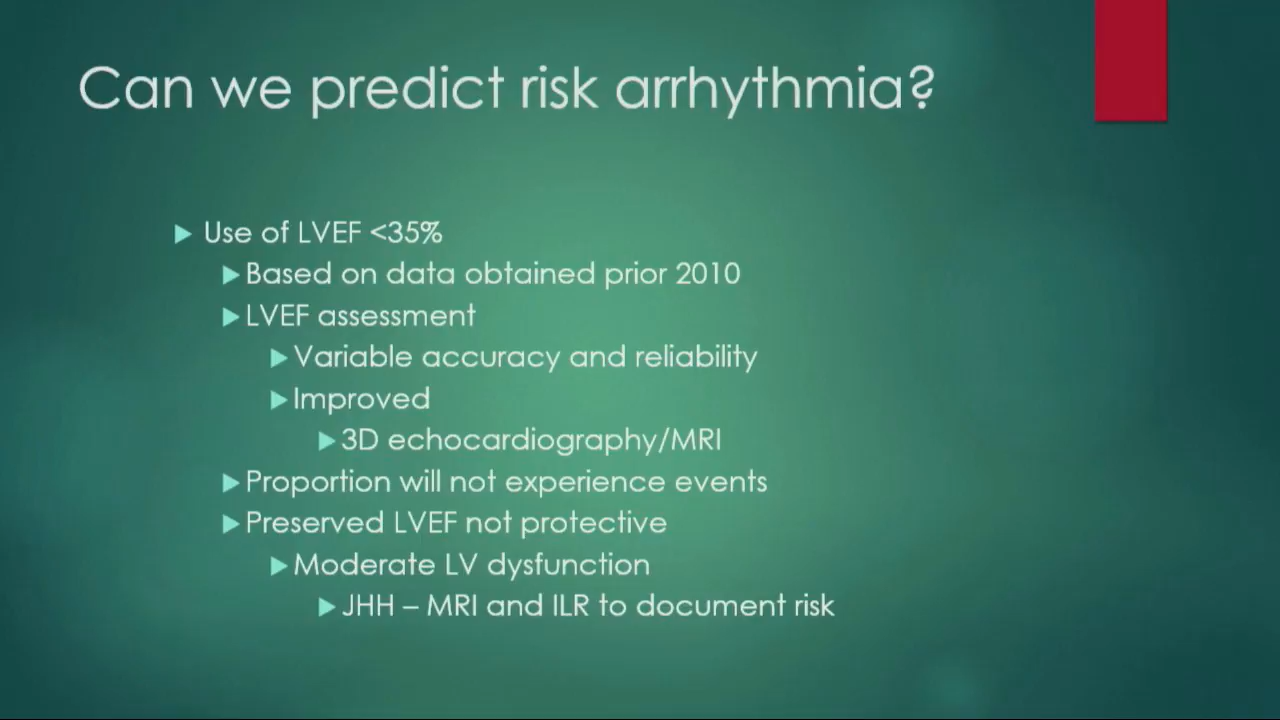 Can we predict risk arrhythmia?
Use of LVEF <35%
Based on data obtained prior 2010
LVEF assessment
Variable accuracy and reliability
Improved
3D echocardiography/MRI
Proportion will not experience events
Preserved LVEF not protective
Moderate LV dysfunction
JHH – MRI and ILR to document risk